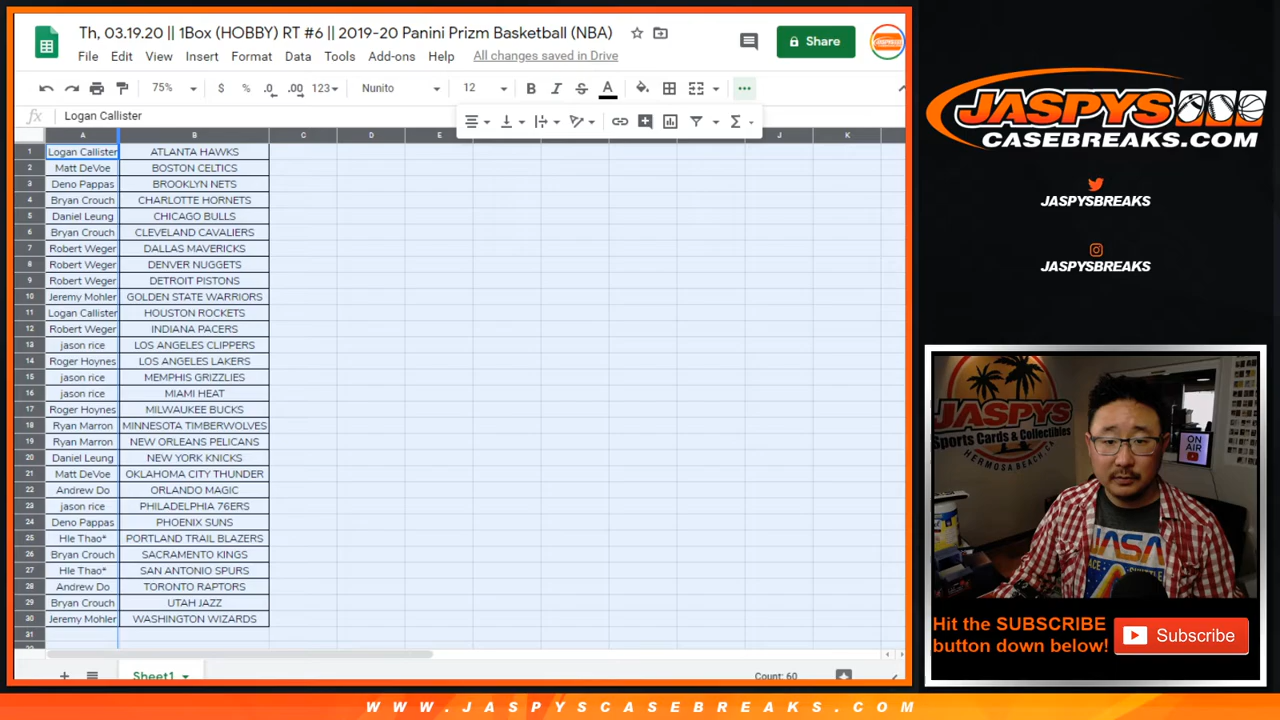 Th, 03.19.20 || 1Box (HOBBY) RT #6 || 2019-20 Panini Prizm Basketball (NBA)
File Edit View Insert Format Data Tools Add-ons Help All changes saved in Drive
Share
75% $ % .0 .00 123 Nunito 12 B I S A
fx Logan Callister
A B C D E J K
1 Logan Callister ATLANTA HAWKS
2 Matt DeVoe BOSTON CELTICS
3 Deno Pappas BROOKLYN NETS
4 Bryan Crouch CHARLOTTE HORNETS
5 Daniel Leung CHICAGO BULLS
6 Bryan Crouch CLEVELAND CAVALIERS
7 Robert Weger DALLAS MAVERICKS
8 Robert Weger DENVER NUGGETS
9 Robert Weger DETROIT PISTONS
10 Jeremy Mohler GOLDEN STATE WARRIORS
11 Logan Callister HOUSTON ROCKETS
12 Robert Weger INDIANA PACERS
13 jason rice LOS ANGELES CLIPPERS
14 Roger Hoynes LOS ANGELES LAKERS
15 jason rice MEMPHIS GRIZZLIES
16 jason rice MIAMI HEAT
17 Roger Hoynes MILWAUKEE BUCKS
18 Ryan Marron MINNESOTA TIMBERWOLVES
19 Ryan Marron NEW ORLEANS PELICANS
20 Daniel Leung NEW YORK KNICKS
21 Matt DeVoe OKLAHOMA CITY THUNDER
22 Andrew Do ORLANDO MAGIC
23 jason rice PHILADELPHIA 76ERS
24 Deno Pappas PHOENIX SUNS
25 Hle Thao* PORTLAND TRAIL BLAZERS
26 Bryan Crouch SACRAMENTO KINGS
27 Hle Thao* SAN ANTONIO SPURS
28 Andrew Do TORONTO RAPTORS
29 Bryan Crouch UTAH JAZZ
30 Jeremy Mohler WASHINGTON WIZARDS
31
Sheet1
Count: 60
JASPYS
CASEBREAKS.COM
JASPYSBREAKS
JASPYSBREAKS
JASPYS
Sports Cards & Collectibles
HERMOSA BEACH, CA
ON
AIR
Hit the SUBSCRIBE
button down below!
Subscribe
WWW.JASPYSCASEBREAKS.COM